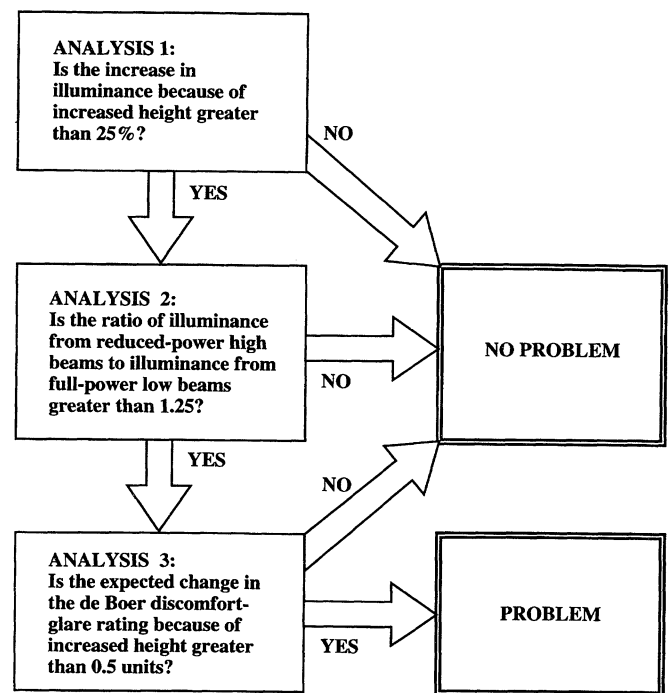 ANALYSIS 1:
Is the increase in
illuminance because of
increased height greater
than 25%?
NO
YES
ANALYSIS 2:
Is the ratio of illuminance
from reduced-power high
beams to illuminance from
full-power low beams
greater than 1.25?
NO
NO PROBLEM
YES
NO
ANALYSIS 3:
Is the expected change in
the de Boer discomfort-
glare rating because of
increased height greater
than 0.5 units?
YES
PROBLEM